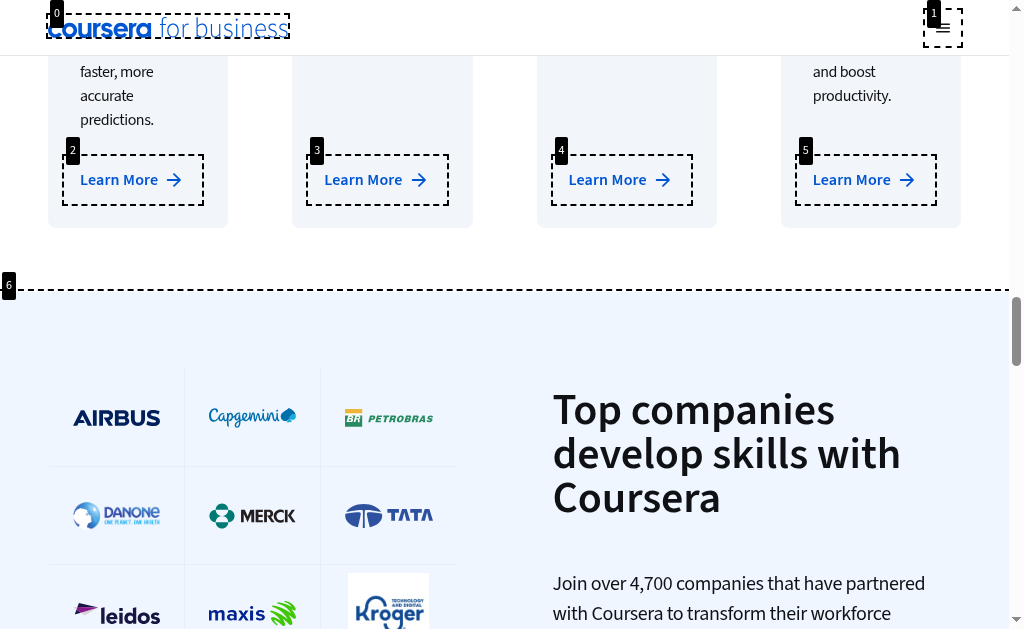 coursera for business
faster, more
accurate
predictions.
and boost
productivity.
0
1
2
3
4
5
6
Learn More
Learn More
Learn More
Learn More
AIRBUS
Capgemini
BR PETROBRAS
DANONE
ONE PLANET. ONE HEALTH
MERCK
TATA
leidos
maxis
TECHNOLOGY
AND DIGITAL
Kroger
Top companies
develop skills with
Coursera
Join over 4,700 companies that have partnered
with Coursera to transform their workforce